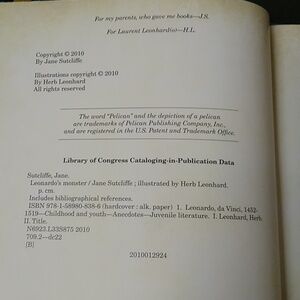 For my parents, who gave me books—J.S.
For Laurent Leonhard(so)—H.L.
Copyright © 2010
By Jane Sutcliffe
Illustrations copyright © 2010
By Herb Leonhard
All rights reserved
The word "Pelican" and the depiction of a pelican
are trademarks of Pelican Publishing Company, Inc.,
and are registered in the U.S. Patent and Trademark Office.
Library of Congress Cataloging-in-Publication Data
Sutcliffe, Jane.
Leonardo's monster / Jane Sutcliffe ; illustrated by Herb Leonhard.
p. cm.
Includes bibliographical references.
ISBN 978-1-58980-838-6 (hardcover : alk. paper) 1. Leonardo, da Vinci, 1452-
1519—Childhood and youth—Anecdotes—Juvenile literature. I. Leonhard, Herb
II. Title.
N6923.L33S875 2010
709.2—dc22
[B]
2010012924